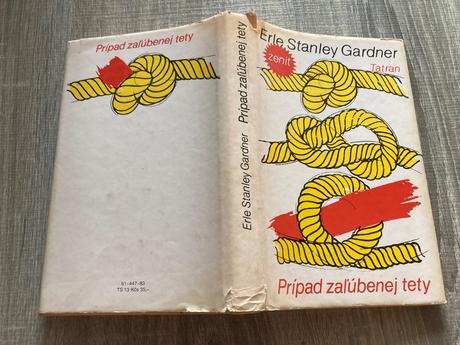 Prípad zaľúbenej tety
61-447-83
TS 13 Kčs 35,-
Erle Stanley Gardner Prípad zaľúbenej tety
Erle Stanley Gardner
zenit
Tatran
Prípad zaľúbenej tety